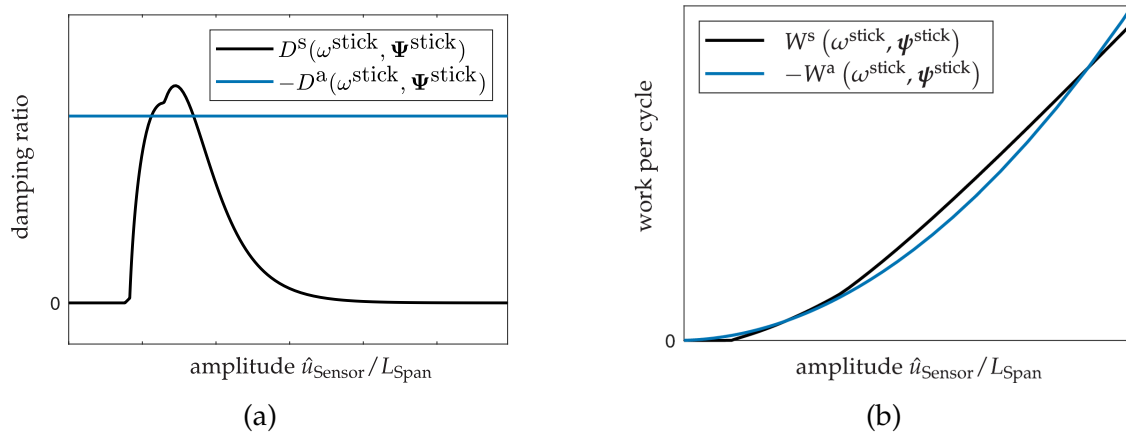 D^s(ω^stick, Ψ^stick)
−D^a(ω^stick, Ψ^stick)
damping ratio
0
amplitude û_Sensor/L_Span
(a)
W^s (ω^stick, ψ^stick)
−W^a (ω^stick, ψ^stick)
work per cycle
0
amplitude û_Sensor/L_Span
(b)